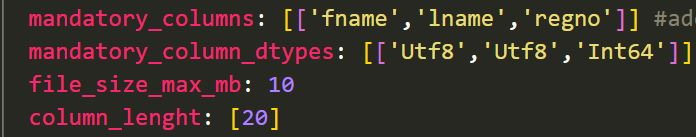 mandatory_columns: [['fname','lname','regno']] #ad
mandatory_column_dtypes: [['Utf8','Utf8','Int64']]
file_size_max_mb: 10
column_lenght: [20]